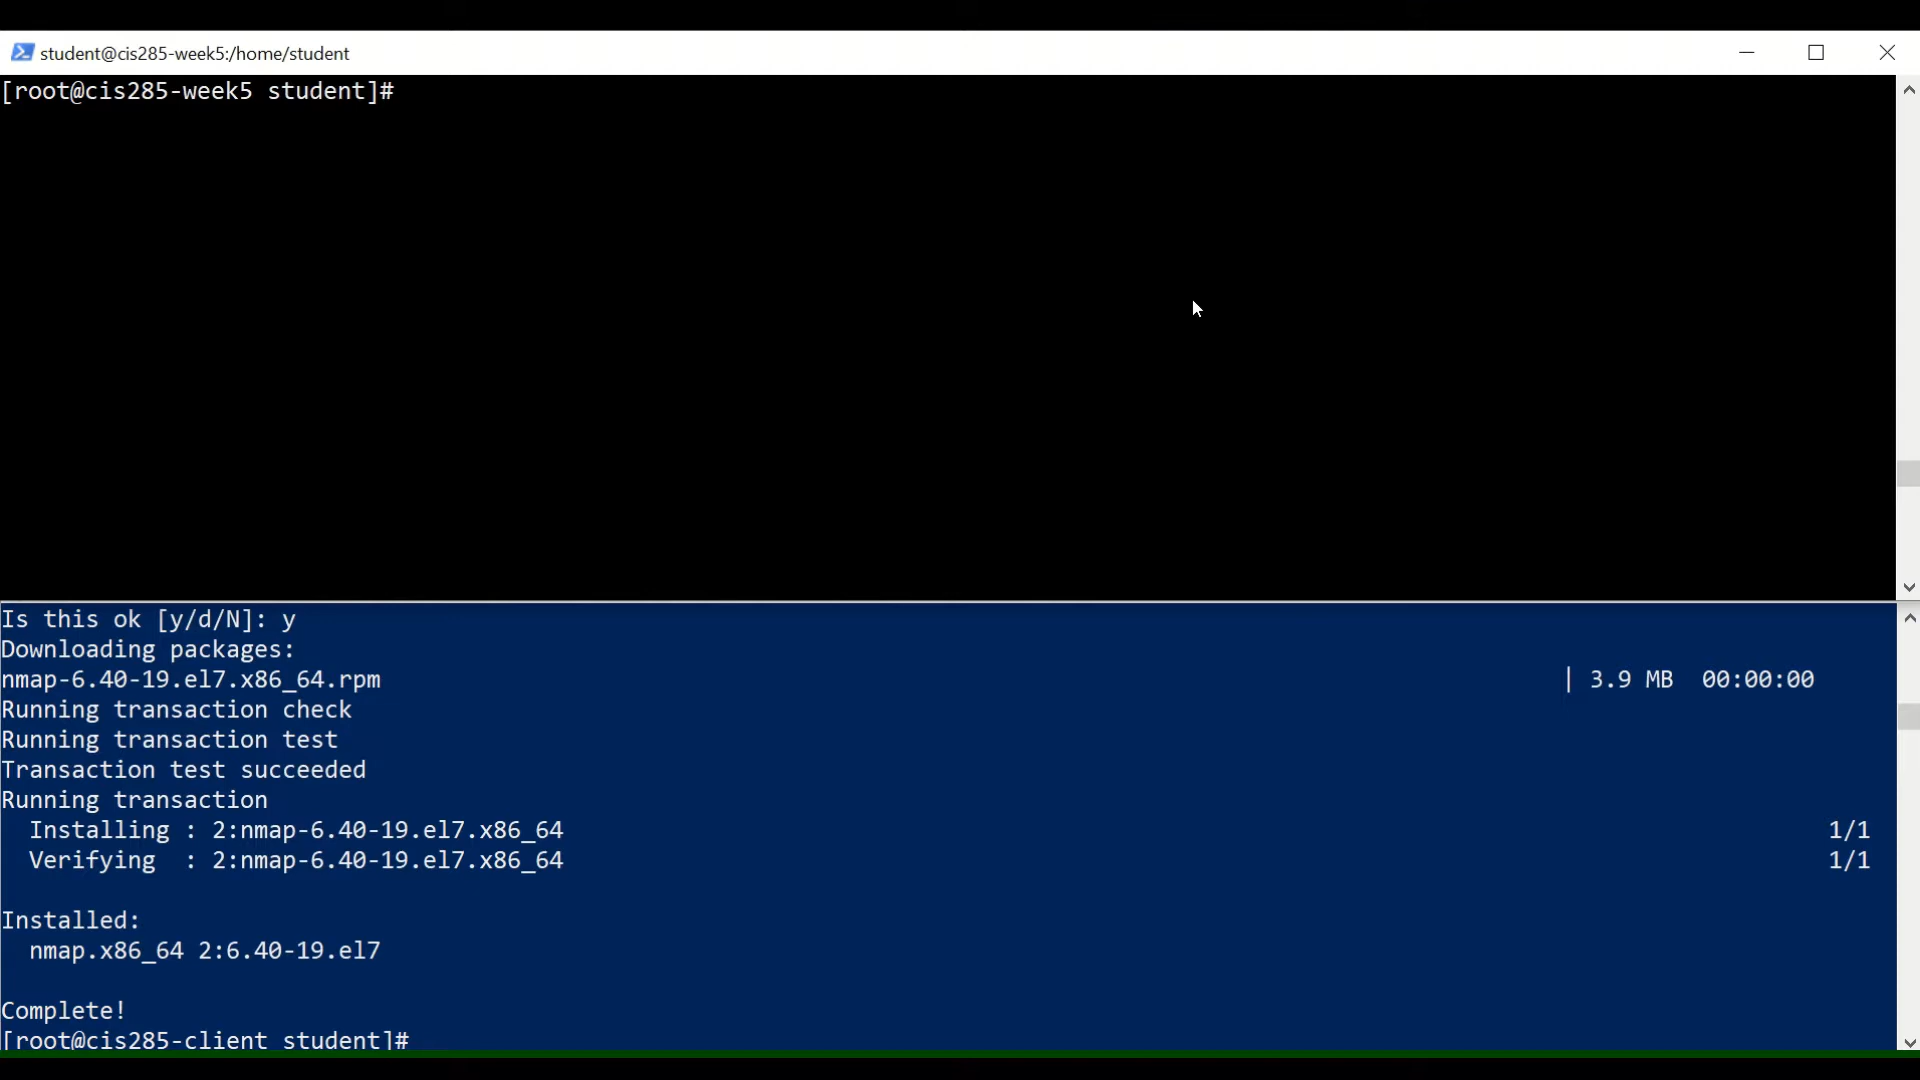 student@cis285-week5:/home/student
[root@cis285-week5 student]#
Is this ok [y/d/N]: y
Downloading packages:
nmap-6.40-19.el7.x86_64.rpm | 3.9 MB 00:00:00
Running transaction check
Running transaction test
Transaction test succeeded
Running transaction
Installing : 2:nmap-6.40-19.el7.x86_64 1/1
Verifying : 2:nmap-6.40-19.el7.x86_64 1/1
Installed:
nmap.x86_64 2:6.40-19.el7
Complete!
[root@cis285-client student]#